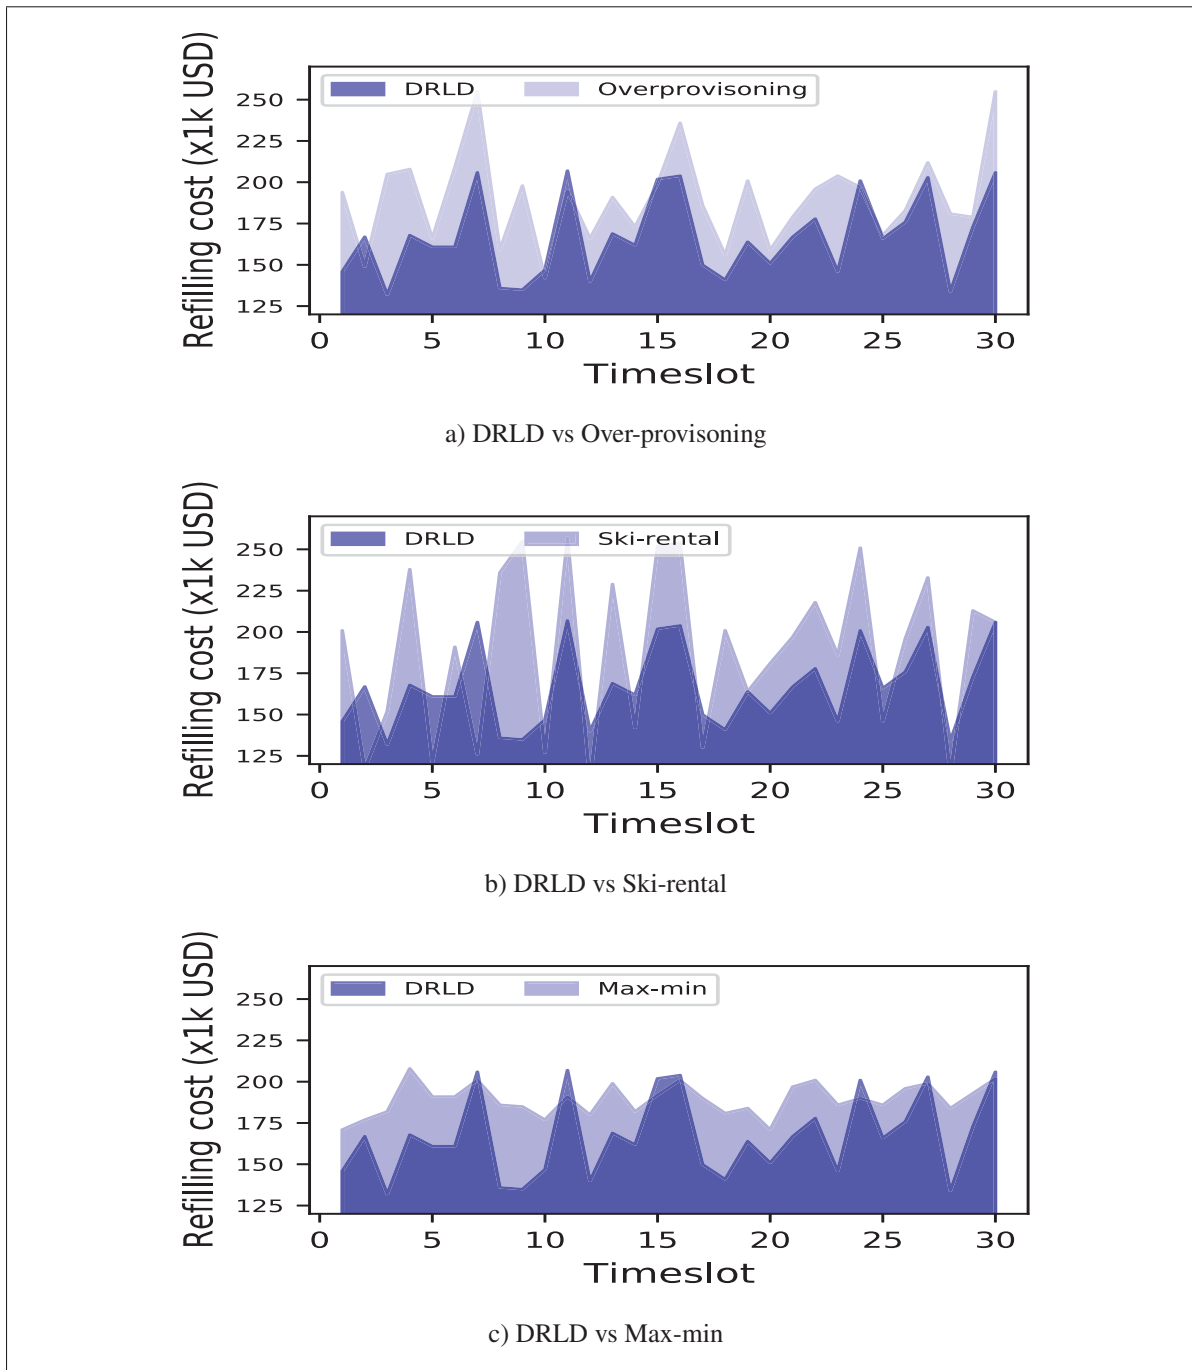 Refilling cost (x1k USD)
DRLD Overprovisoning
250
225
200
175
150
125
0 5 10 15 20 25 30
Timeslot
a) DRLD vs Over-provisoning
Refilling cost (x1k USD)
DRLD Ski-rental
250
225
200
175
150
125
0 5 10 15 20 25 30
Timeslot
b) DRLD vs Ski-rental
Refilling cost (x1k USD)
DRLD Max-min
250
225
200
175
150
125
0 5 10 15 20 25 30
Timeslot
c) DRLD vs Max-min